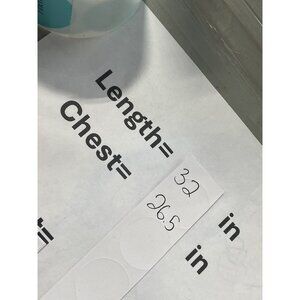 Length= 32 in
Chest= 26.5 in